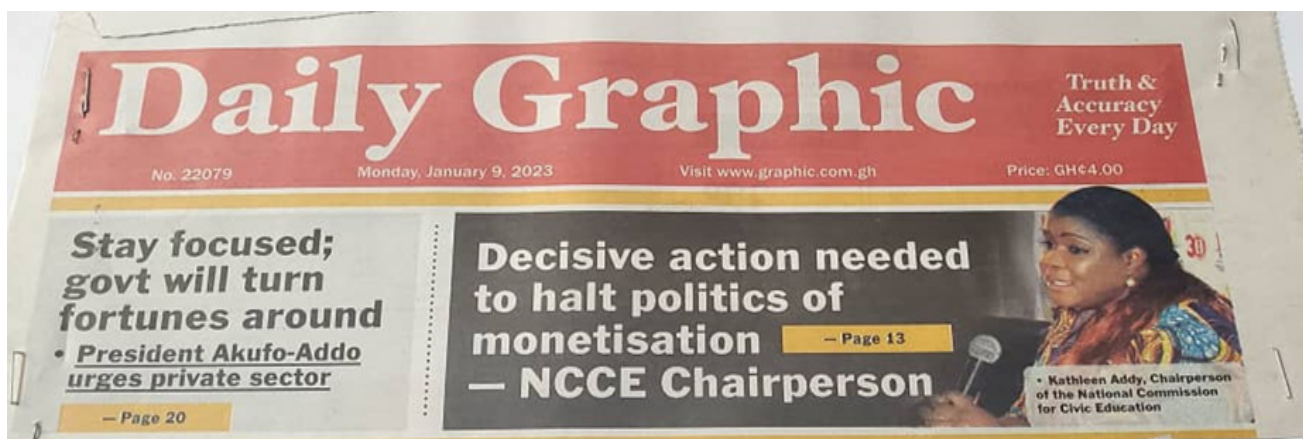 Daily Graphic
Truth &
Accuracy
Every Day
No. 22079
Monday, January 9, 2023
Visit www.graphic.com.gh
Price: GH¢4.00
Stay focused;
govt will turn
fortunes around
• President Akufo-Addo
urges private sector
— Page 20
Decisive action needed
to halt politics of
monetisation
— Page 13
— NCCE Chairperson
30
• Kathleen Addy, Chairperson
of the National Commission
for Civic Education